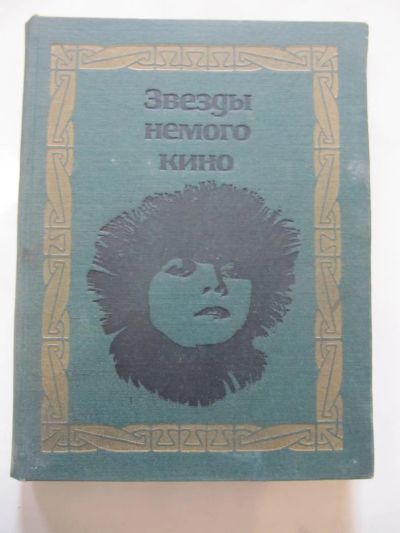 Звезды
немого
кино